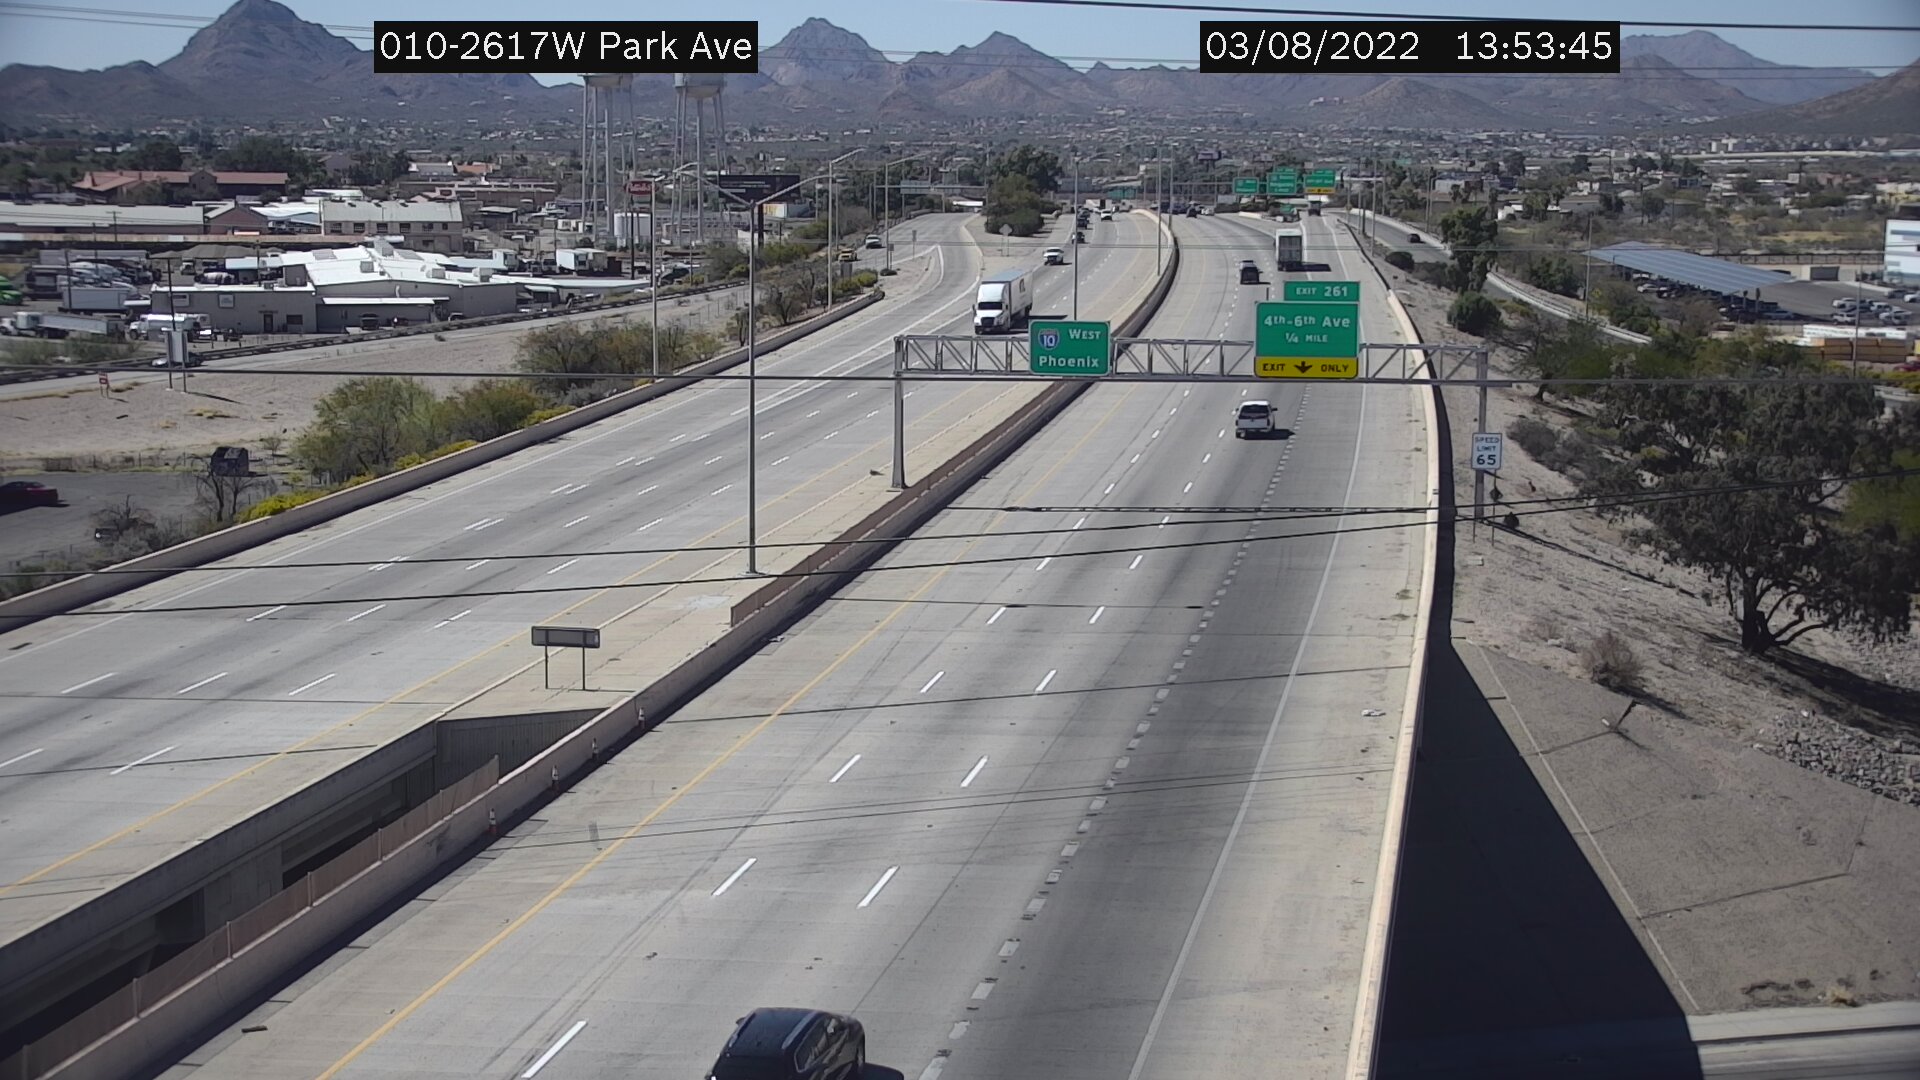 010-2617W Park Ave
03/08/2022 13:53:45
EXIT 261
4th-6th Ave
1/4 MILE
EXIT ONLY
10 WEST
Phoenix
SPEED
LIMIT
65